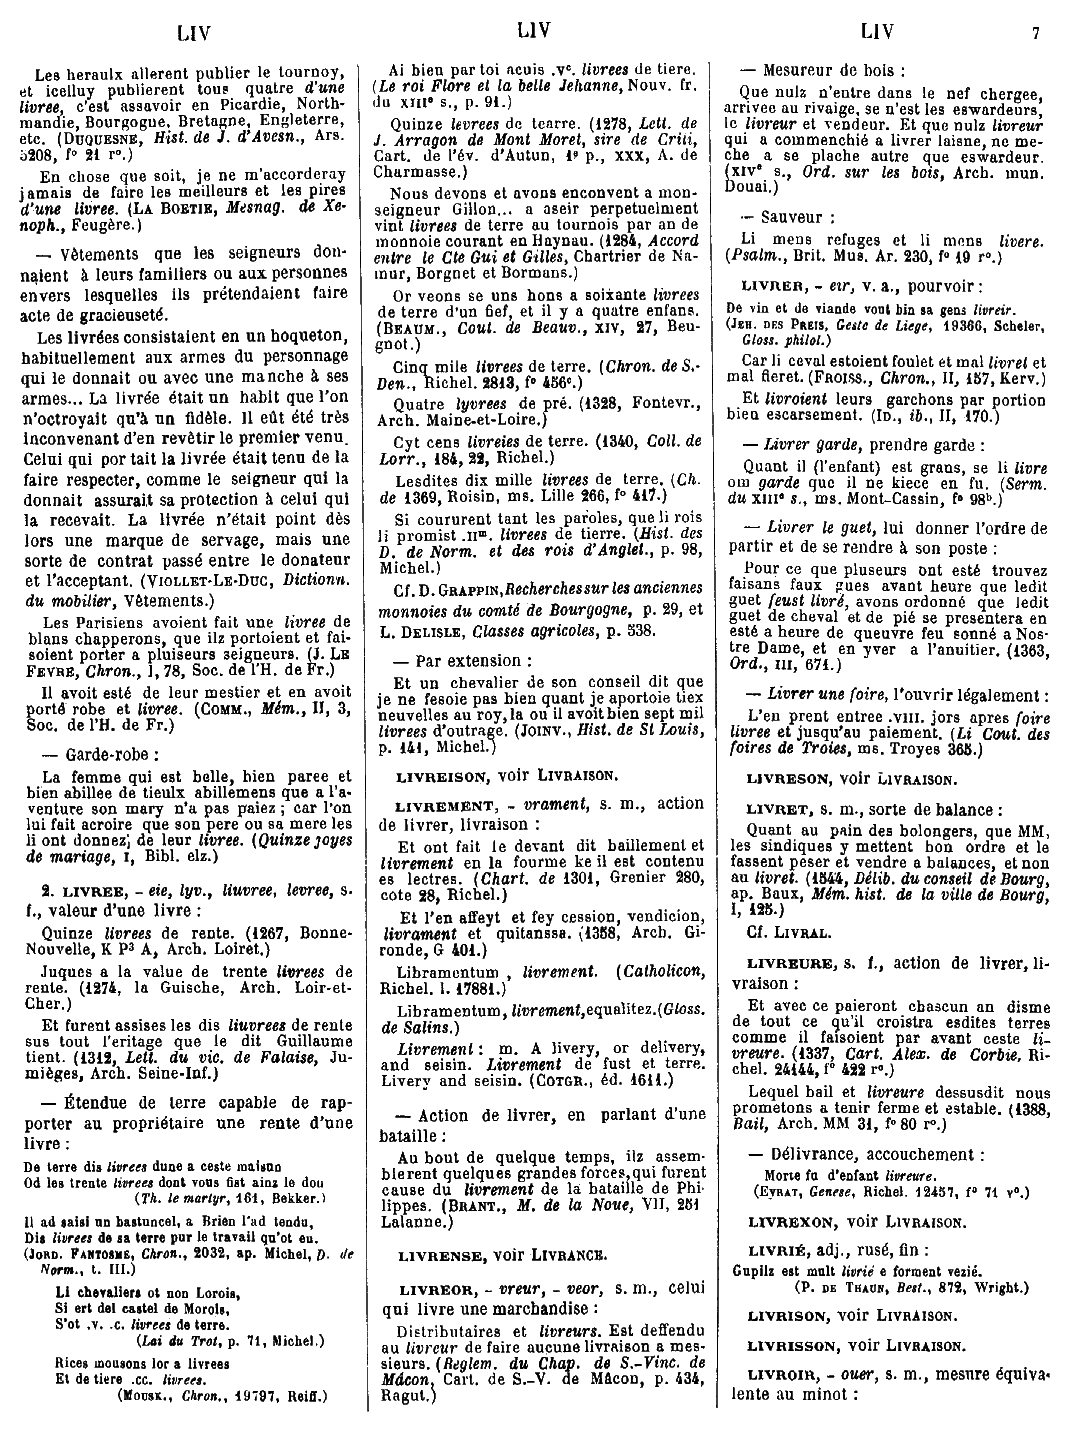 LIV
LIV
LIV
7
Les heraulx allerent publier le tournoy,
et icelluy publierent tous quatre d'une
livree, c'est assavoir en Picardie, North-
mandie, Bourgogne, Bretagne, Engleterre,
etc. (DUQUESNE, Hist. de J. d'Avesn., Ars.
5208, f° 21 r°.)
En chose que soit, je ne m'accorderay
jamais de faire les meilleurs et les pires
d'une livree. (LA BOETIE, Mesnag. de Xe-
noph., Feugère.)
— Vêtements que les seigneurs don-
naient à leurs familiers ou aux personnes
envers lesquelles ils prétendaient faire
acte de gracieuseté.
Les livrées consistaient en un hoqueton,
habituellement aux armes du personnage
qui le donnait ou avec une manche à ses
armes... La livrée était un habit que l'on
n'octroyait qu'à un fidèle. Il eût été très
inconvenant d'en revêtir le premier venu.
Celui qui portait la livrée était tenu de la
faire respecter, comme le seigneur qui la
donnait assurait sa protection à celui qui
la recevait. La livrée n'était point dès
lors une marque de servage, mais une
sorte de contrat passé entre le donateur
et l'acceptant. (VIOLLET-LE-DUC, Dictionn.
du mobilier, Vêtements.)
Les Parisiens avoient fait une livree de
blans chapperons, que ilz portoient et fai-
soient porter a pluiseurs seigneurs. (J. LE
FEVRE, Chron., I, 78, Soc. de l'H. de Fr.)
Il avoit esté de leur mestier et en avoit
porté robe et livree. (COMM., Mém., II, 3,
Soc. de l'H. de Fr.)
— Garde-robe :
La femme qui est belle, bien paree et
bien abillee de tieulx abillemens que a l'a-
venture son mary n'a pas paiez ; car l'on
lui fait acroire que son pere ou sa mere les
li ont donnez de leur livree. (Quinze joyes
de mariage, I, Bibl. elz.)
2. LIVREE, - eie, lyv., liuvree, levree, s.
f., valeur d'une livre :
Quinze livrees de rente. (1267, Bonne-
Nouvelle, K P³ A, Arch. Loiret.)
Juques a la value de trente livrees de
rente. (1274, la Guische, Arch. Loir-et-
Cher.)
Et furent assises les dis liuvrees de rente
sus tout l'eritage que le dit Guillaume
tient. (1312, Lett. du vic. de Falaise, Ju-
mièges, Arch. Seine-Inf.)
— Étendue de terre capable de rap-
porter au propriétaire une rente d'une
livre :
De terre dis livrees dune a ceste maisun
Od les trente livrees dont vous fist ainz le dou
(Th. le martyr, 161, Bekker.)
Il ad saisi un bastuncel, a Brien l'ad tendu,
Dis livrees de sa terre pur le travail qu'ot eu.
(JORD. FANTOSME, Chron., 2032, ap. Michel, D. de
Norm., t. III.)
Li chevaliers ot non Lorois,
Si ert del castel de Morois,
S'ot .v. .c. livrees de terre.
(Lai du Trot, p. 71, Michel.)
Rices mousons lor a livrees
Et de tiere .cc. livrees.
(MOUSK., Chron., 19797, Reiff.)
Ai bien par toi acuis .vᶜ. livrees de tiere.
(Le roi Flore et la belle Jehanne, Nouv. fr.
du XIIIᵉ s., p. 91.)
Quinze levrees de tearre. (1278, Lett. de
J. Arragon de Mont Moret, sire de Criti,
Cart. de l'év. d'Autun, 1ᵉ p., XXX, A. de
Charmasse.)
Nous devons et avons enconvent a mon-
seigneur Gillon... a aseir perpetuelment
vint livrees de terre au tournois par an de
monnoie courant en Haynau. (1284, Accord
entre le Cte Gui et Gilles, Chartrier de Na-
mur, Borgnet et Bormans.)
Or veons se uns hons a soixante livrees
de terre d'un fief, et il y a quatre enfans.
(BEAUM., Cout. de Beauv., XIV, 27, Beu-
gnot.)
Cinq mile livrees de terre. (Chron. de S.-
Den., Richel. 2813, f° 456ᶜ.)
Quatre lyvrees de pré. (1328, Fontevr.,
Arch. Maine-et-Loire.)
Cyt cens livreies de terre. (1340, Coll. de
Lorr., 184, 22, Richel.)
Lesdites dix mille livrees de terre. (Ch.
de 1369, Roisin, ms. Lille 266, f° 417.)
Si coururent tant les paroles, que li rois
li promist .IIᵐ. livrees de tierre. (Hist. des
D. de Norm. et des rois d'Anglet., p. 98,
Michel.)
Cf. D. GRAPPIN, Recherches sur les anciennes
monnoies du comté de Bourgogne, p. 29, et
L. DELISLE, Classes agricoles, p. 538.
— Par extension :
Et un chevalier de son conseil dit que
je ne fesoie pas bien quant je aportoie tiex
neuvelles au roy, la ou il avoit bien sept mil
livrees d'outrage. (JOINV., Hist. de St Louis,
p. 141, Michel.)
LIVREISON, voir LIVRAISON.
LIVREMENT, - vrament, s. m., action
de livrer, livraison :
Et ont fait le devant dit baillement et
livrement en la fourme ke il est contenu
es lectres. (Chart. de 1301, Grenier 280,
cote 28, Richel.)
Et l'en affeyt et fey cession, vendicion,
livrament et quitanssa. (1358, Arch. Gi-
ronde, G 401.)
Libramentum, livrement. (Catholicon,
Richel. l. 17881.)
Libramentum, livrement, equalitez. (Gloss.
de Salins.)
Livrement : m. A livery, or delivery,
and seisin. Livrement de fust et terre.
Livery and seisin. (COTGR., éd. 1611.)
— Action de livrer, en parlant d'une
bataille :
Au bout de quelque temps, ilz assem-
blerent quelques grandes forces, qui furent
cause du livrement de la bataille de Phi-
lippes. (BRANT., M. de la Noue, VII, 251
Lalanne.)
LIVRENSE, voir LIVRANCE.
LIVREOR, - vreur, - veor, s. m., celui
qui livre une marchandise :
Distributaires et livreurs. Est deffendu
au livreur de faire aucune livraison a mes-
sieurs. (Réglem. du Chap. de S.-Vinc. de
Mâcon, Cart. de S.-V. de Mâcon, p. 434,
Ragut.)
— Mesureur de bois :
Que nulz n'entre dans le nef chergee,
arrivee au rivaige, se n'est les eswardeurs,
le livreur et vendeur. Et que nulz livreur
qui a commenchié a livrer laisne, ne me-
che a se plache autre que eswardeur.
(XIVᵉ s., Ord. sur les bois, Arch. mun.
Douai.)
— Sauveur :
Li mens refuges et li mens livere.
(Psalm., Brit. Mus. Ar. 230, f° 19 r°.)
LIVRER, - eir, v. a., pourvoir :
De vin et de viande vont bin sa gens livreir.
(JEH. DES PREIS, Geste de Liege, 19366, Scheler,
Gloss. philol.)
Car li ceval estoient foulet et mal livret et
mal fieret. (FROISS., Chron., II, 157, Kerv.)
Et livroient leurs garchons par portion
bien escarsement. (ID., ib., II, 170.)
— Livrer garde, prendre garde :
Quant il (l'enfant) est grans, se li livre
om garde que il ne kiece en fu. (Serm.
du XIIIᵉ s., ms. Mont-Cassin, f° 98ᵇ.)
— Livrer le guet, lui donner l'ordre de
partir et de se rendre à son poste :
Pour ce que pluseurs ont esté trouvez
faisans faux gues avant heure que ledit
guet feust livré, avons ordonné que ledit
guet de cheval et de pié se presentera en
esté a heure de queuvre feu sonné a Nos-
tre Dame, et en yver a l'anuitier. (1363,
Ord., III, 671.)
— Livrer une foire, l'ouvrir légalement :
L'en prent entree .VIII. jors apres foire
livree et jusqu'au paiement. (Li Cout. des
foires de Troies, ms. Troyes 365.)
LIVRESON, voir LIVRAISON.
LIVRET, s. m., sorte de balance :
Quant au pain des bolongers, que MM,
les sindiques y mettent bon ordre et le
fassent peser et vendre a balances, et non
au livret. (1544, Délib. du conseil de Bourg,
ap. Baux, Mém. hist. de la ville de Bourg,
I, 125.)
Cf. LIVRAL.
LIVREURE, s. f., action de livrer, li-
vraison :
Et avec ce paieront chascun an disme
de tout ce qu'il croistra esdites terres
comme il faisoient par avant ceste li-
vreure. (1337, Cart. Alex. de Corbie, Ri-
chel. 24144, f° 422 r°.)
Lequel bail et livreure dessusdit nous
prometons a tenir ferme et estable. (1388,
Bail, Arch. MM 31, f° 80 r°.)
— Délivrance, accouchement :
Morte fu d'enfant livreure.
(EVRAT, Genese, Richel. 12457, f° 71 v°.)
LIVREXON, voir LIVRAISON.
LIVRIÉ, adj., rusé, fin :
Gupilz est mult livrié e forment vezié.
(P. DE THAUN, Best., 872, Wright.)
LIVRISON, voir LIVRAISON.
LIVRISSON, voir LIVRAISON.
LIVROIR, - ouer, s. m., mesure équiva-
lente au minot :